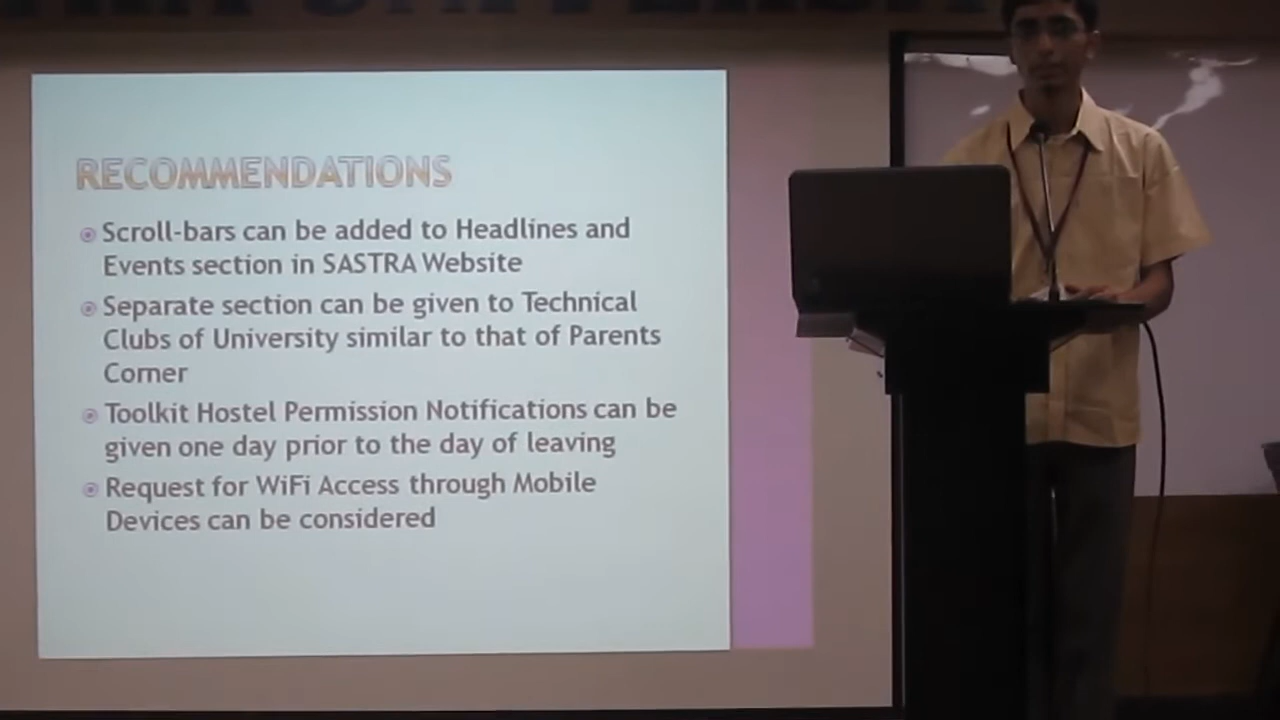 RECOMMENDATIONS
Scroll-bars can be added to Headlines and
Events section in SASTRA Website
Separate section can be given to Technical
Clubs of University similar to that of Parents
Corner
Toolkit Hostel Permission Notifications can be
given one day prior to the day of leaving
Request for WiFi Access through Mobile
Devices can be considered